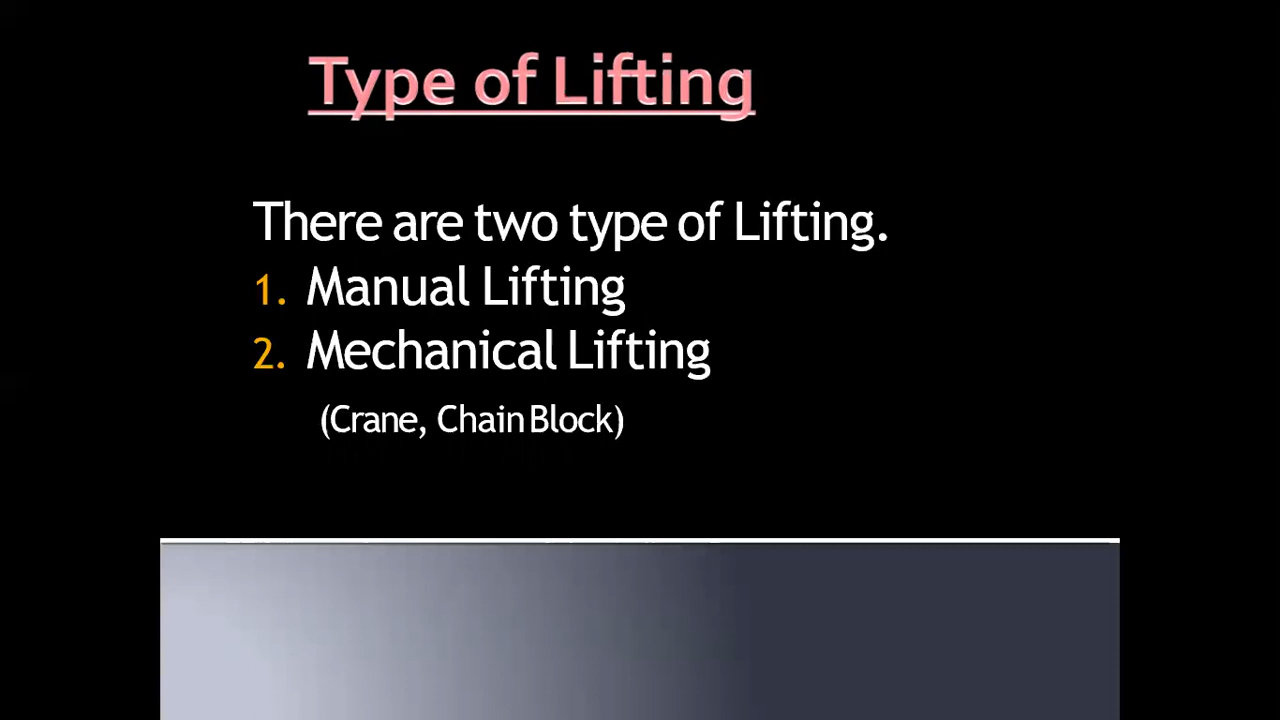 Type of Lifting
There are two type of Lifting.
1. Manual Lifting
2. Mechanical Lifting
(Crane, Chain Block)